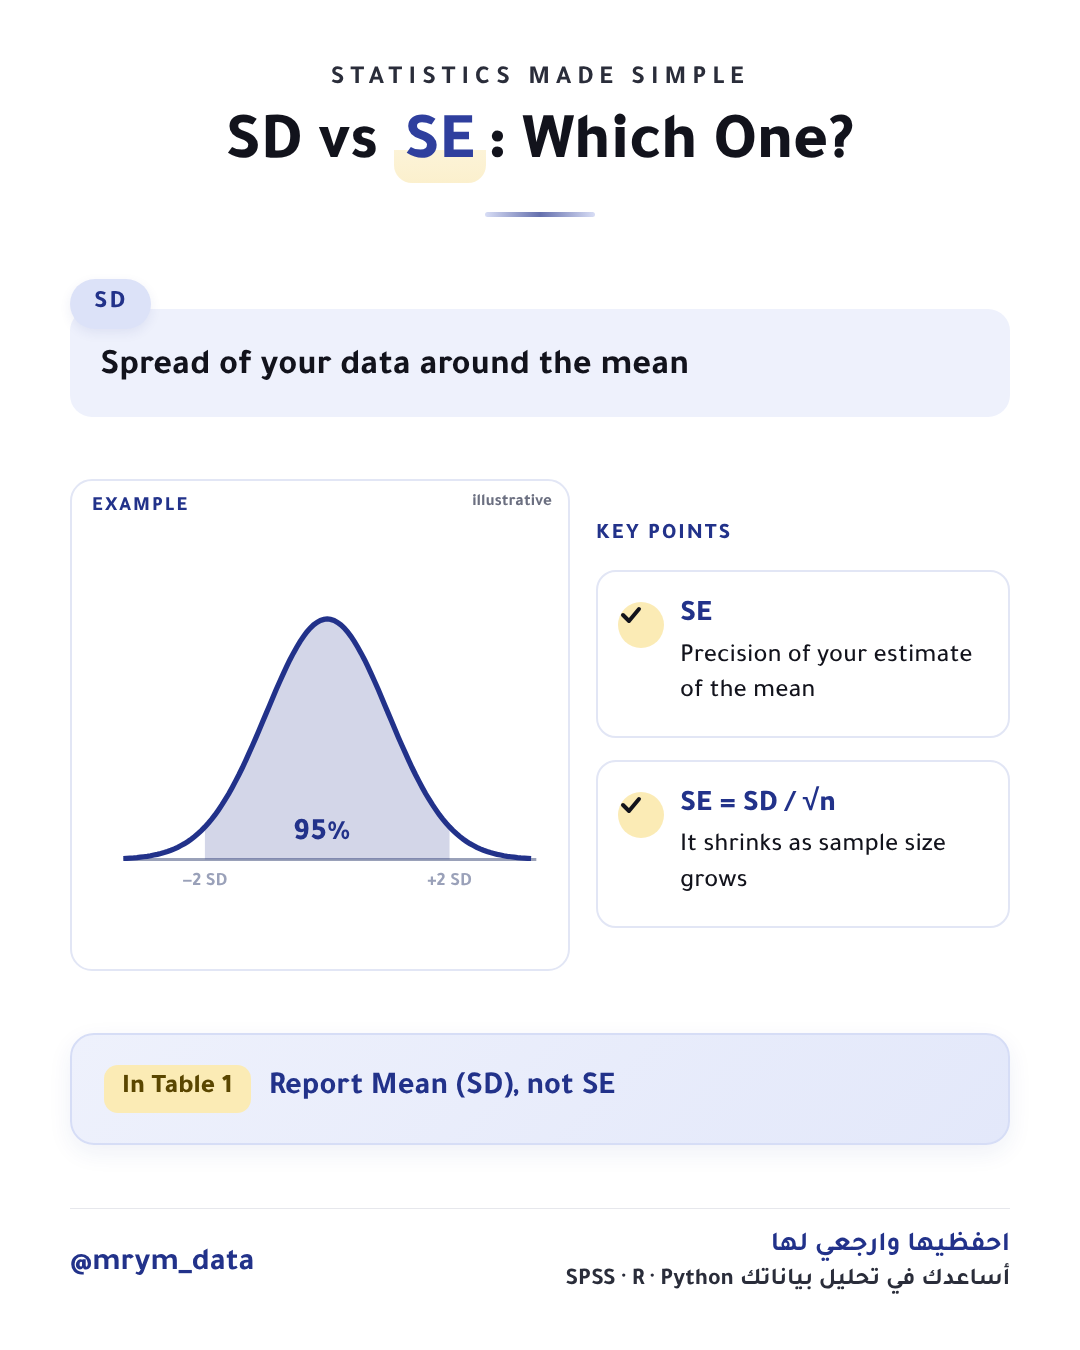 STATISTICS MADE SIMPLE
SD vs SE: Which One?
SD
Spread of your data around the mean
EXAMPLE
illustrative
95%
−2 SD
+2 SD
KEY POINTS
SE
Precision of your estimate
of the mean
SE = SD / √n
It shrinks as sample size
grows
In Table 1
Report Mean (SD), not SE
@mrym_data
احفظيها وارجعي لها
أساعدك في تحليل بياناتك SPSS · R · Python